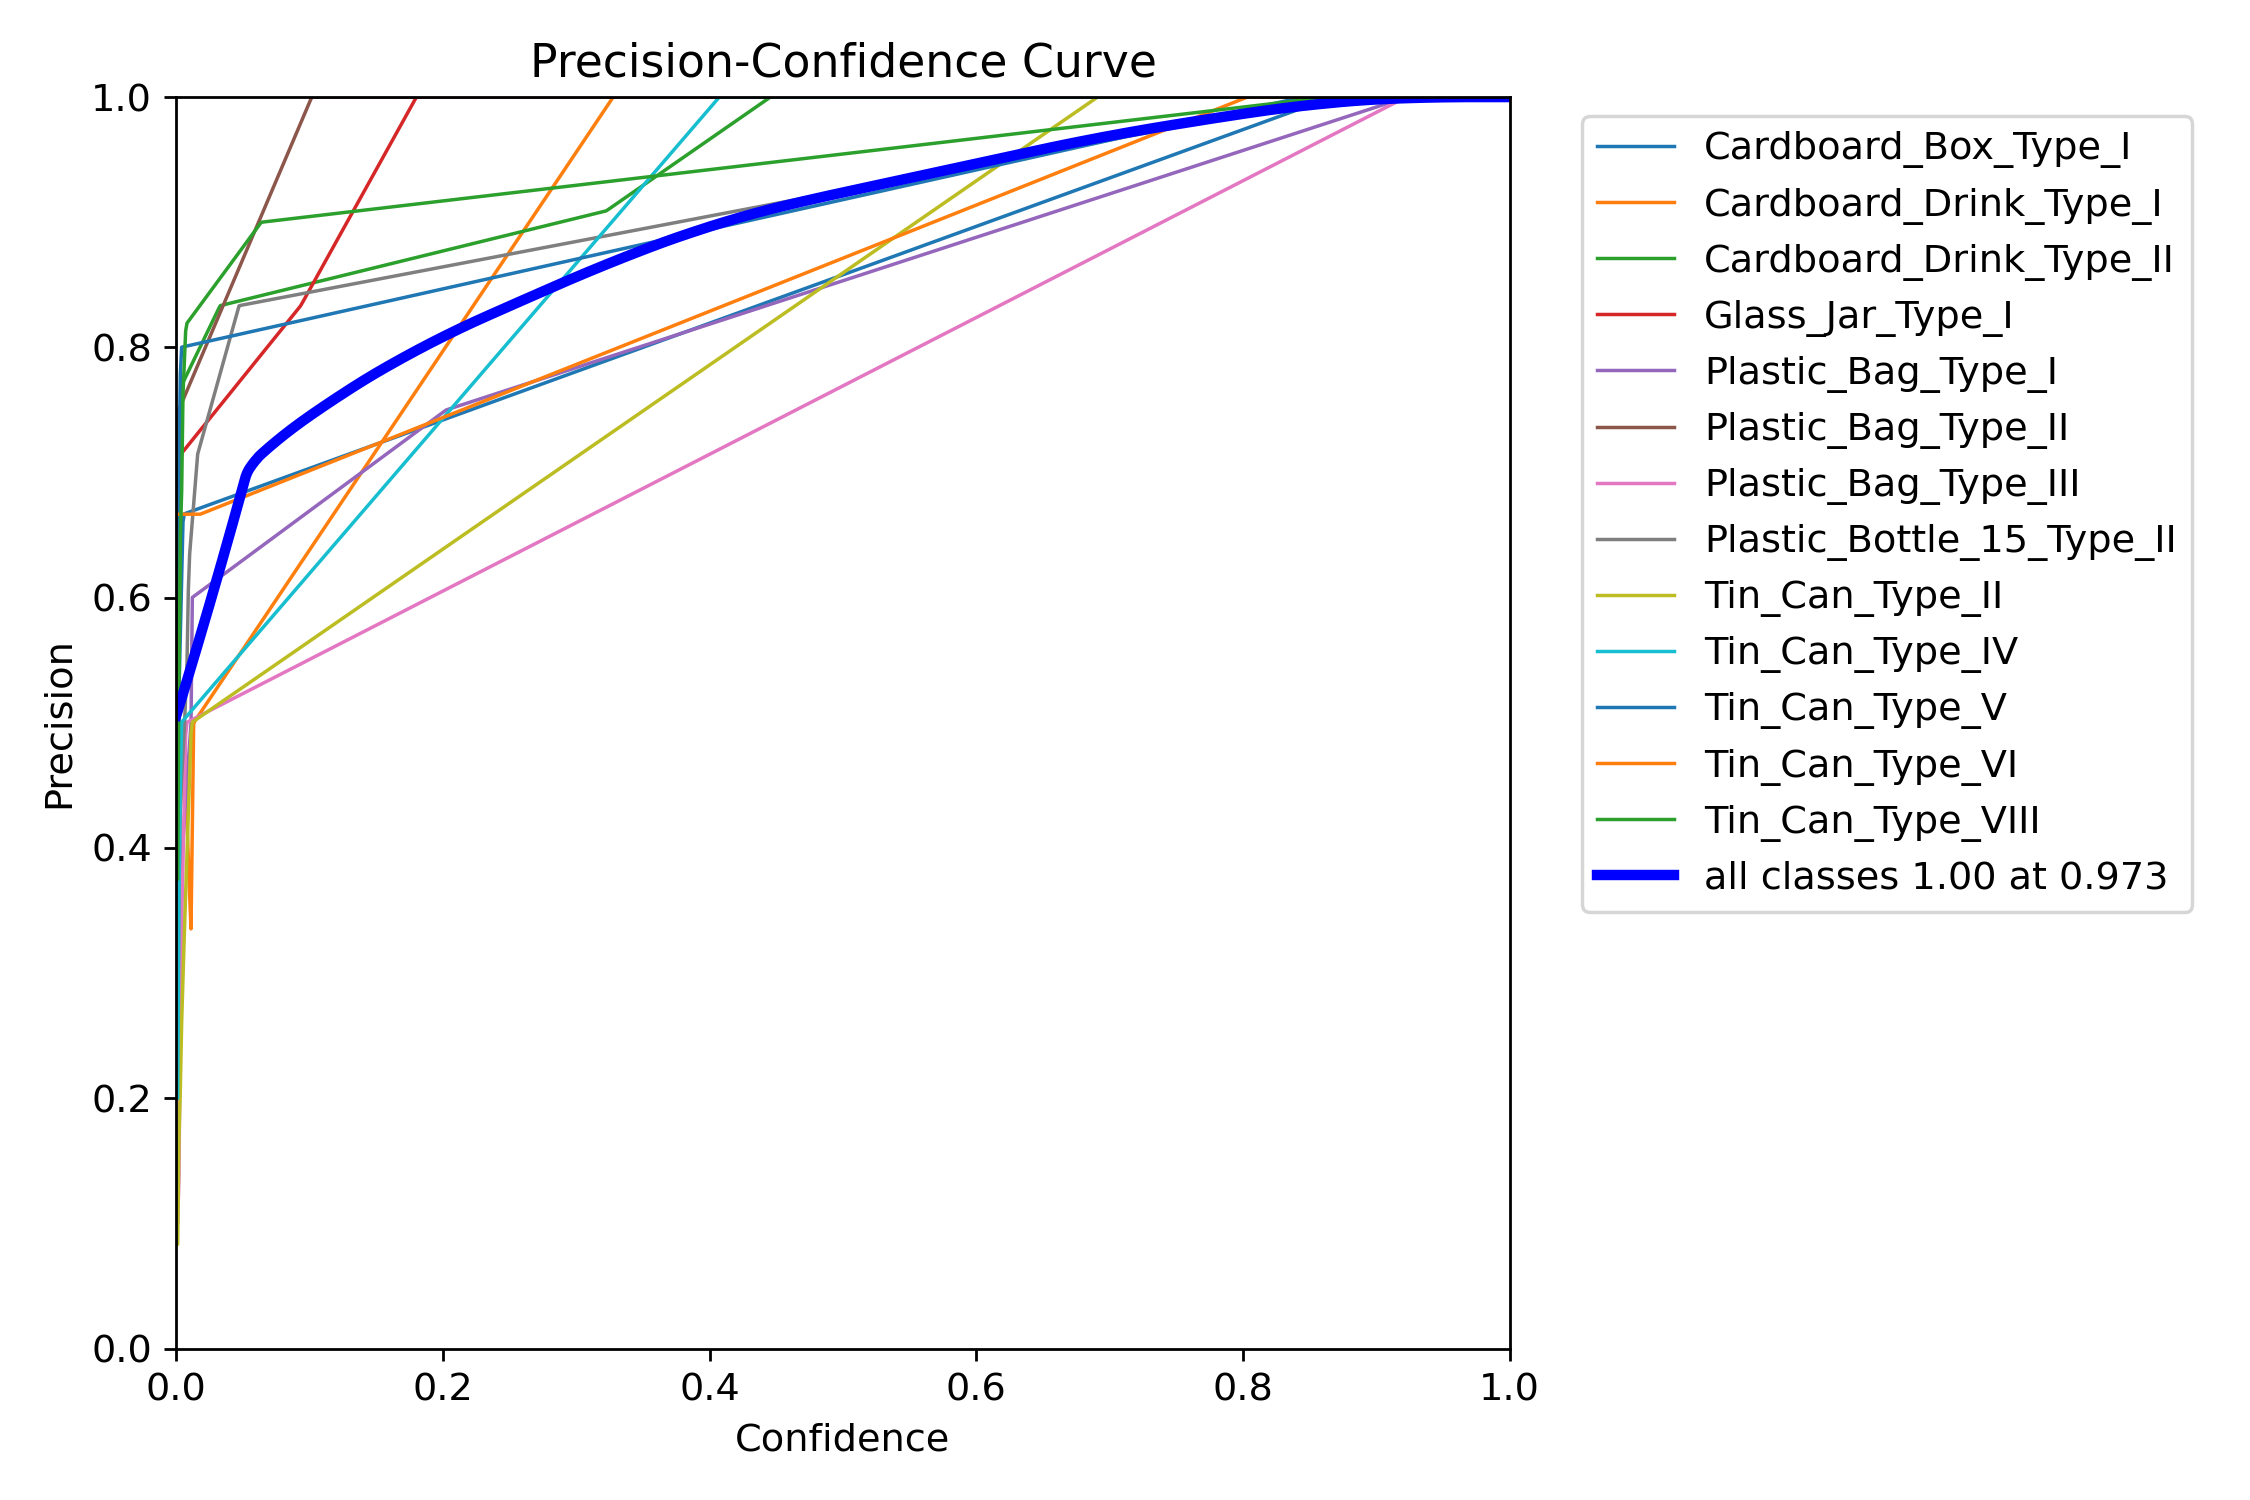 Precision-Confidence Curve
1.0
0.8
0.6
0.4
0.2
0.0
Precision
0.0 0.2 0.4 0.6 0.8 1.0
Confidence
Cardboard_Box_Type_I
Cardboard_Drink_Type_I
Cardboard_Drink_Type_II
Glass_Jar_Type_I
Plastic_Bag_Type_I
Plastic_Bag_Type_II
Plastic_Bag_Type_III
Plastic_Bottle_15_Type_II
Tin_Can_Type_II
Tin_Can_Type_IV
Tin_Can_Type_V
Tin_Can_Type_VI
Tin_Can_Type_VIII
all classes 1.00 at 0.973